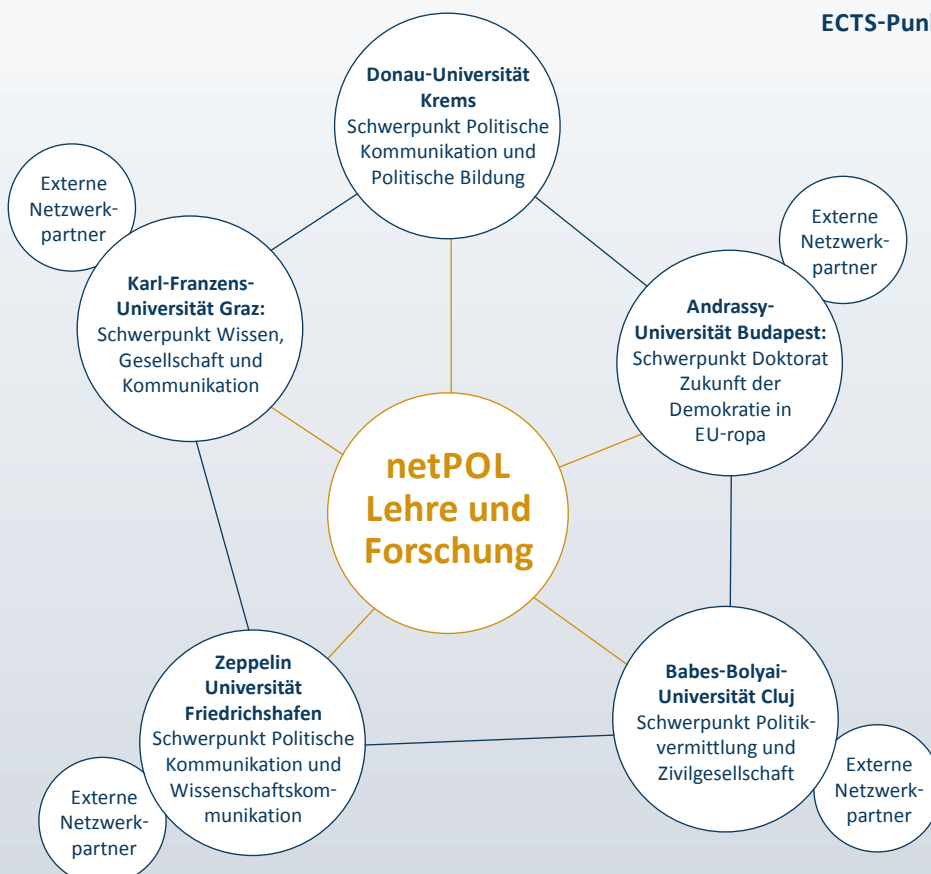 ECTS-Punk
Donau-Universität
Krems
Schwerpunkt Politische
Kommunikation und
Politische Bildung
Externe
Netzwerk-
partner
Karl-Franzens-
Universität Graz:
Schwerpunkt Wissen,
Gesellschaft und
Kommunikation
Externe
Netzwerk-
partner
Andrassy-
Universität Budapest:
Schwerpunkt Doktorat
Zukunft der
Demokratie in
EU-ropa
netPOL
Lehre und
Forschung
Zeppelin
Universität
Friedrichshafen
Schwerpunkt Politische
Kommunikation und
Wissenschaftskom-
munikation
Externe
Netzwerk-
partner
Babes-Bolyai-
Universität Cluj
Schwerpunkt Politik-
vermittlung und
Zivilgesellschaft
Externe
Netzwerk-
partner